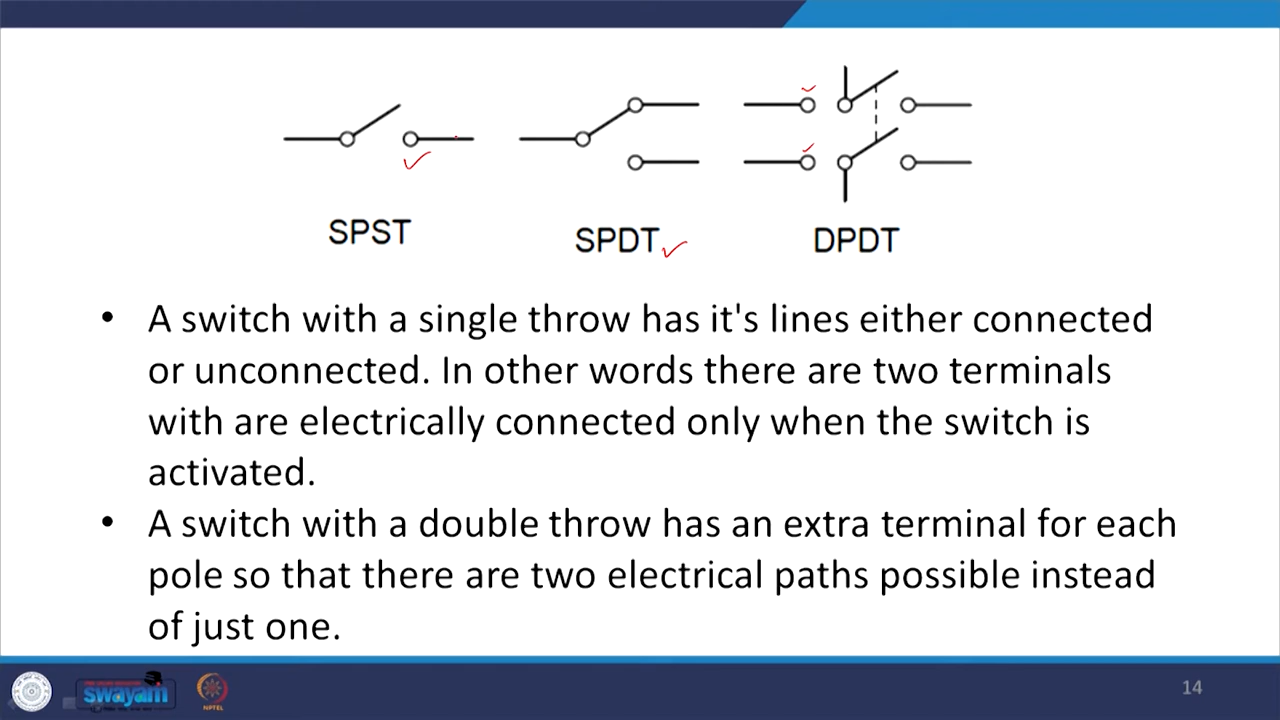 SPST
SPDT
DPDT
• A switch with a single throw has it's lines either connected
or unconnected. In other words there are two terminals
with are electrically connected only when the switch is
activated.
• A switch with a double throw has an extra terminal for each
pole so that there are two electrical paths possible instead
of just one.
swayam
NPTEL
14